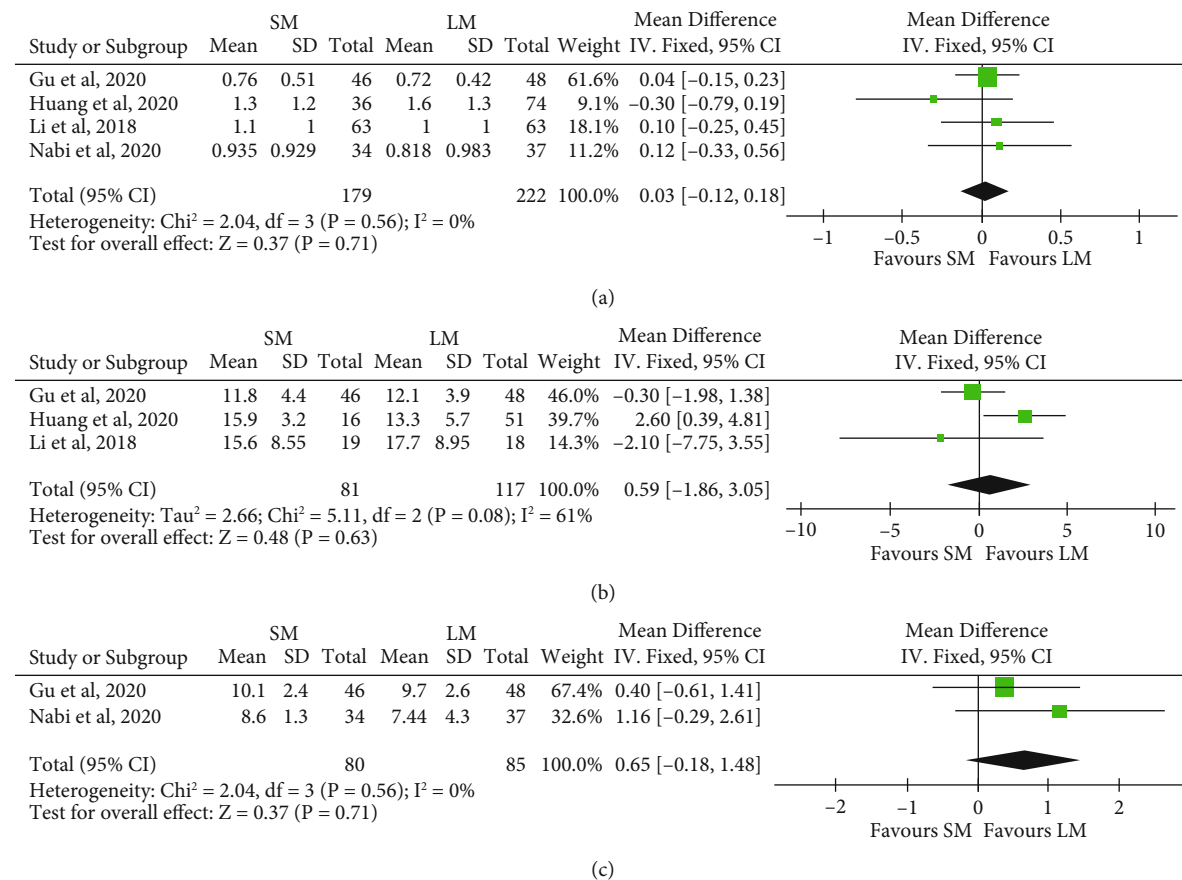 SM LM Mean Difference Mean Difference
Study or Subgroup Mean SD Total Mean SD Total Weight IV. Fixed, 95% CI IV. Fixed, 95% CI
Gu et al, 2020 0.76 0.51 46 0.72 0.42 48 61.6% 0.04 [–0.15, 0.23]
Huang et al, 2020 1.3 1.2 36 1.6 1.3 74 9.1% –0.30 [–0.79, 0.19]
Li et al, 2018 1.1 1 63 1 1 63 18.1% 0.10 [–0.25, 0.45]
Nabi et al, 2020 0.935 0.929 34 0.818 0.983 37 11.2% 0.12 [–0.33, 0.56]
Total (95% CI) 179 222 100.0% 0.03 [–0.12, 0.18]
Heterogeneity: Chi² = 2.04, df = 3 (P = 0.56); I² = 0%
Test for overall effect: Z = 0.37 (P = 0.71)
–1 –0.5 0 0.5 1
Favours SM Favours LM
(a)
SM LM Mean Difference Mean Difference
Study or Subgroup Mean SD Total Mean SD Total Weight IV. Fixed, 95% CI IV. Fixed, 95% CI
Gu et al, 2020 11.8 4.4 46 12.1 3.9 48 46.0% –0.30 [–1.98, 1.38]
Huang et al, 2020 15.9 3.2 16 13.3 5.7 51 39.7% 2.60 [0.39, 4.81]
Li et al, 2018 15.6 8.55 19 17.7 8.95 18 14.3% –2.10 [–7.75, 3.55]
Total (95% CI) 81 117 100.0% 0.59 [–1.86, 3.05]
Heterogeneity: Tau² = 2.66; Chi² = 5.11, df = 2 (P = 0.08); I² = 61%
Test for overall effect: Z = 0.48 (P = 0.63)
–10 –5 0 5 10
Favours SM Favours LM
(b)
SM LM Mean Difference Mean Difference
Study or Subgroup Mean SD Total Mean SD Total Weight IV. Fixed, 95% CI IV. Fixed, 95% CI
Gu et al, 2020 10.1 2.4 46 9.7 2.6 48 67.4% 0.40 [–0.61, 1.41]
Nabi et al, 2020 8.6 1.3 34 7.44 4.3 37 32.6% 1.16 [–0.29, 2.61]
Total (95% CI) 80 85 100.0% 0.65 [–0.18, 1.48]
Heterogeneity: Chi² = 2.04, df = 3 (P = 0.56); I² = 0%
Test for overall effect: Z = 0.37 (P = 0.71)
–2 –1 0 1 2
Favours SM Favours LM
(c)